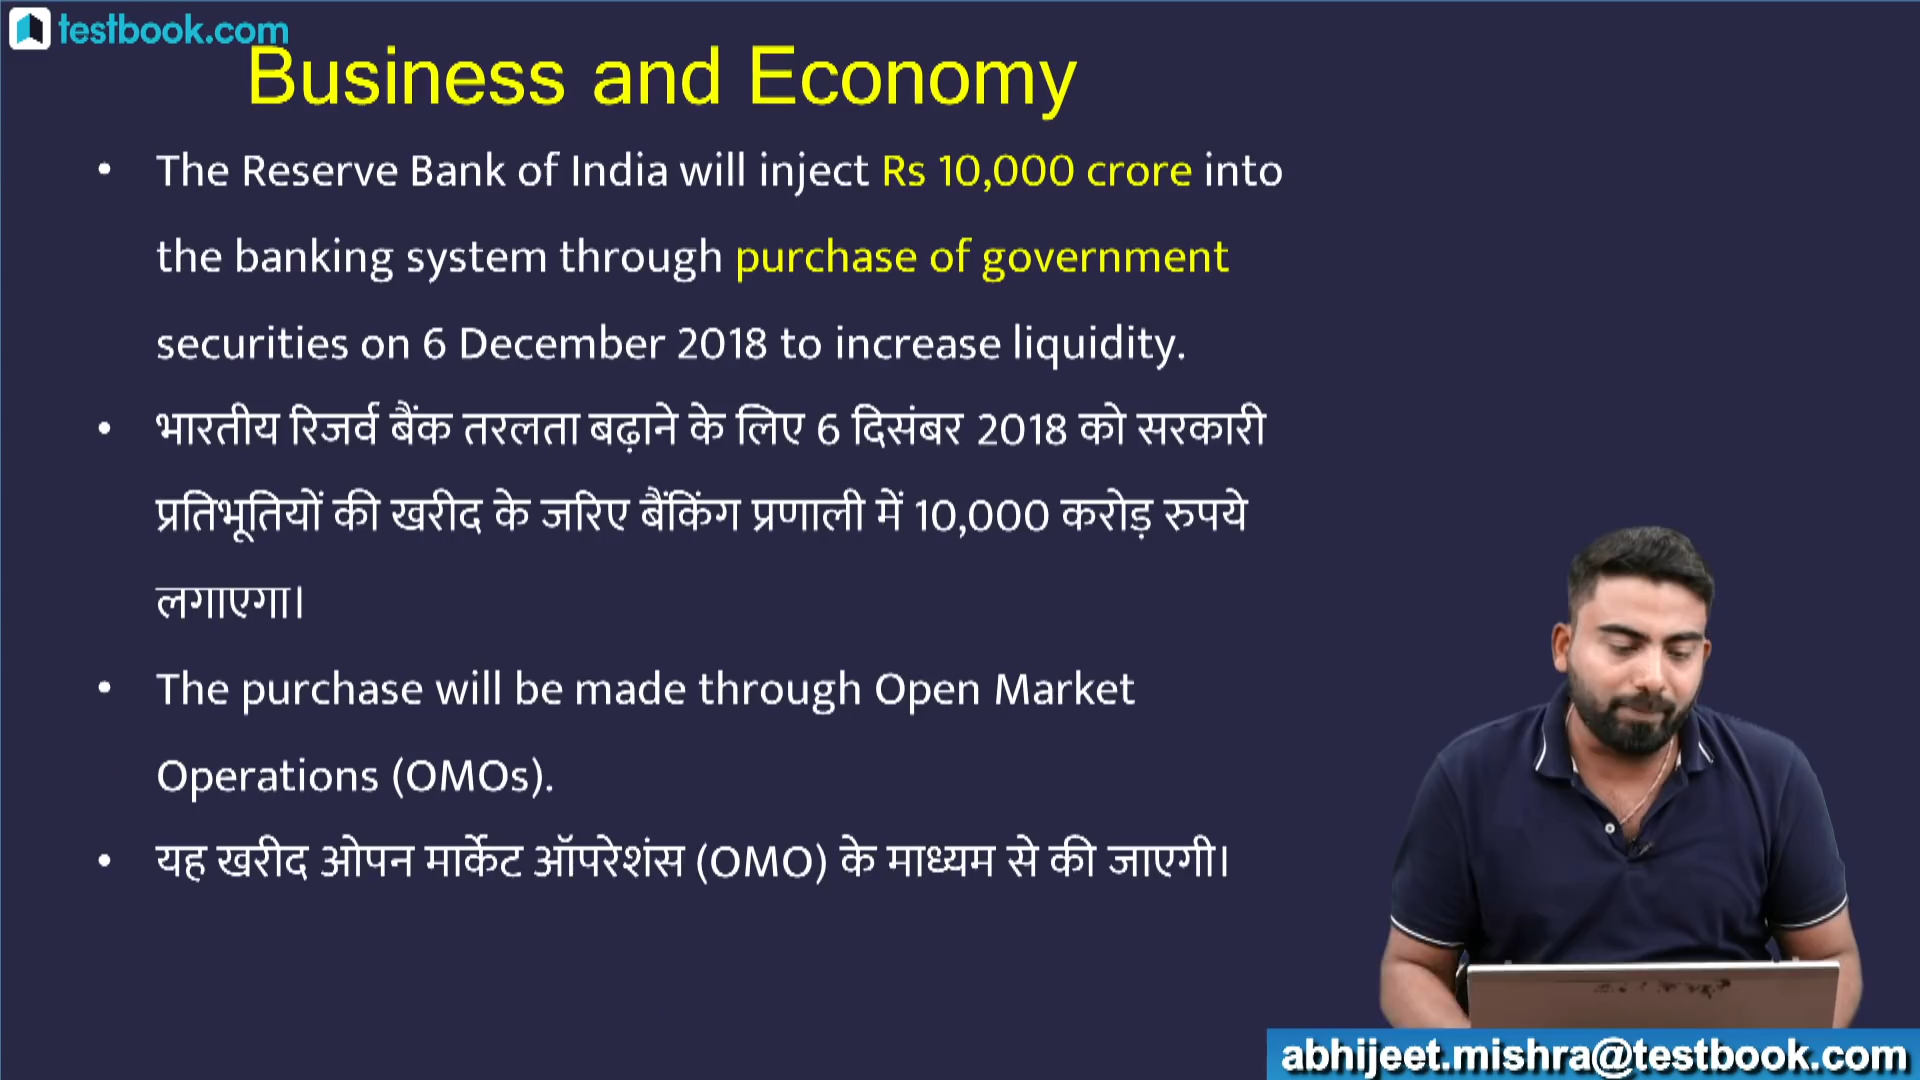 testbook.com
Business and Economy
• The Reserve Bank of India will inject Rs 10,000 crore into
the banking system through purchase of government
securities on 6 December 2018 to increase liquidity.
• भारतीय रिजर्व बैंक तरलता बढ़ाने के लिए 6 दिसंबर 2018 को सरकारी
प्रतिभूतियों की खरीद के जरिए बैंकिंग प्रणाली में 10,000 करोड़ रुपये
लगाएगा।
• The purchase will be made through Open Market
Operations (OMOs).
• यह खरीद ओपन मार्केट ऑपरेशंस (OMO) के माध्यम से की जाएगी।
abhijeet.mishra@testbook.com